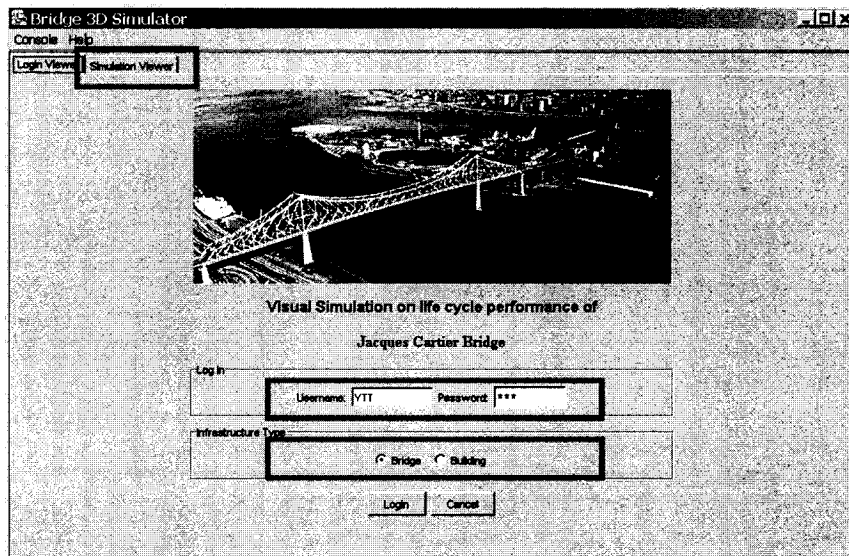 Bridge 3D Simulator
Console Help
Login Viewer Simulation Viewer
Visual Simulation on life cycle performance of
Jacques Cartier Bridge
Log In
Username: YTT Password: ***
Infrastructure Type
Bridge Building
Login Cancel